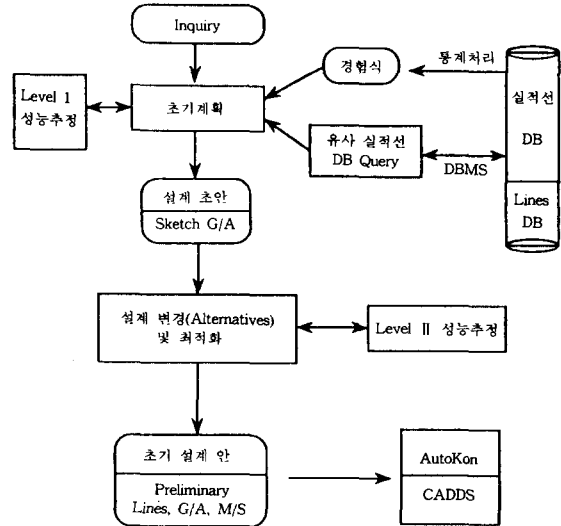 Inquiry
경험식
통계처리
실적선
DB
Lines
DB
Level 1
성능추정
초기계획
유사 실적선
DB Query
DBMS
설계 초안
Sketch G/A
설계 변경(Alternatives)
및 최적화
Level II 성능추정
초기 설계 안
Preliminary
Lines, G/A, M/S
AutoKon
CADDS